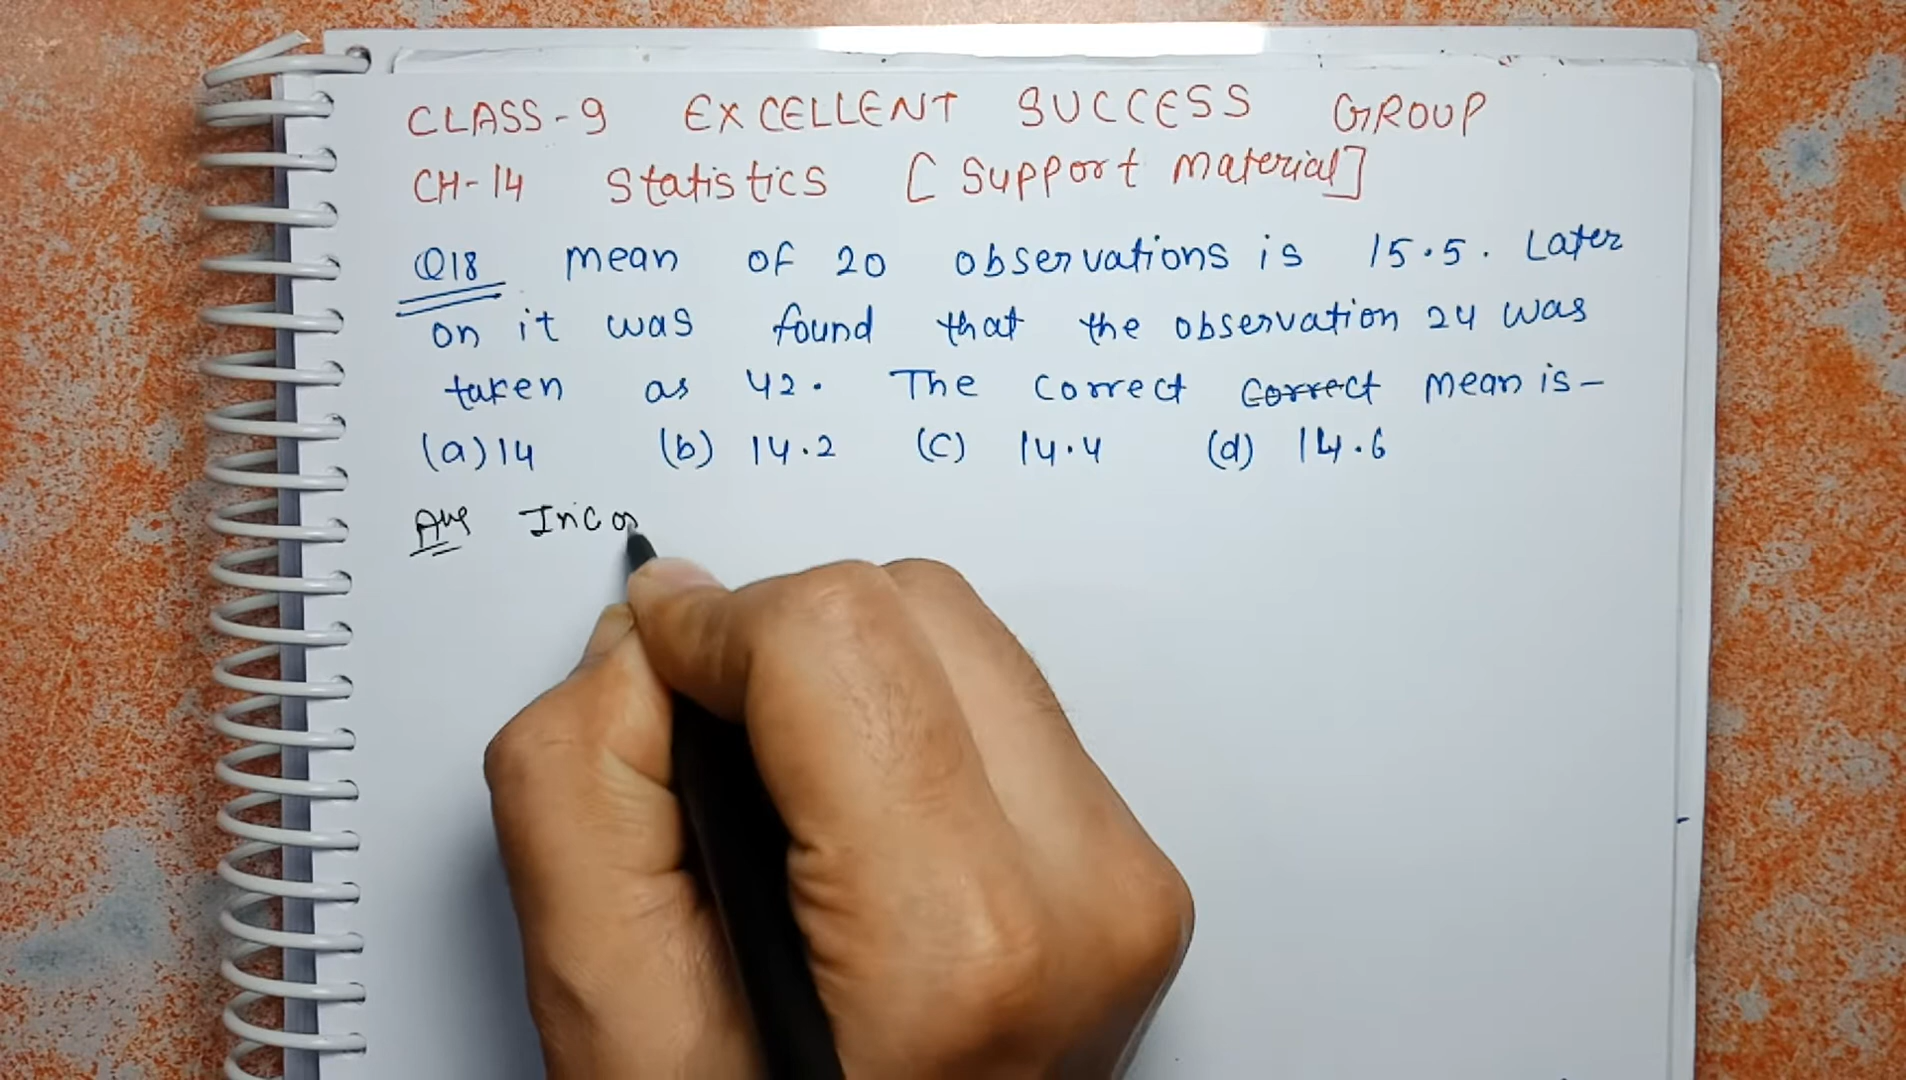 CLASS-9 EXCELLENT SUCCESS GROUP
CH-14 Statistics [Support Material]
Q18 Mean of 20 observations is 15.5. Later
on it was found that the observation 24 was
taken as 42. The correct correct mean is-
(a) 14 (b) 14.2 (c) 14.4 (d) 14.6
Ans Inco